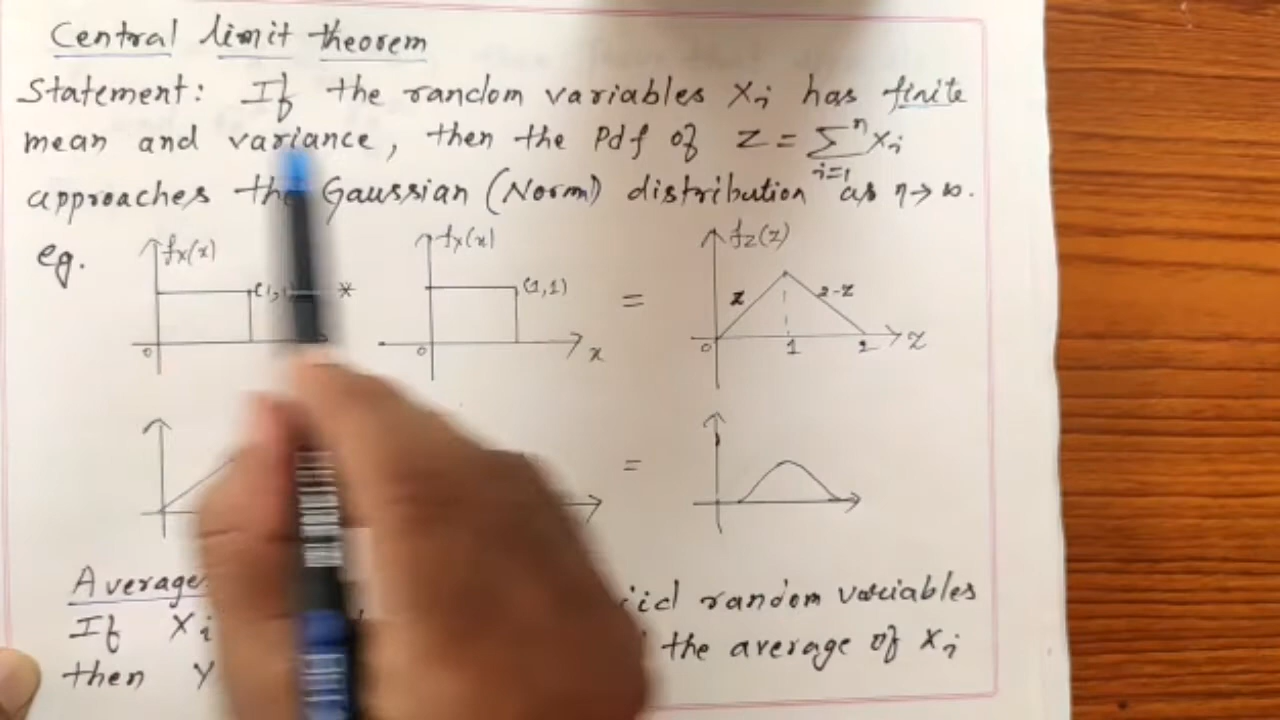 Central limit theorem
Statement: If the random variables Xi has finite
mean and variance, then the Pdf of Z = Σ_{i=1}^{n} Xi
approaches the Gaussian (Norm) distribution as n→∞.
eg.
fx(x) (1,1 * 0
fx(x) (1,1) 0 x
=
fz(z) z 2-z 0 1 2 Z
=
Average
iid random variables
If Xi the average of Xi
then Y